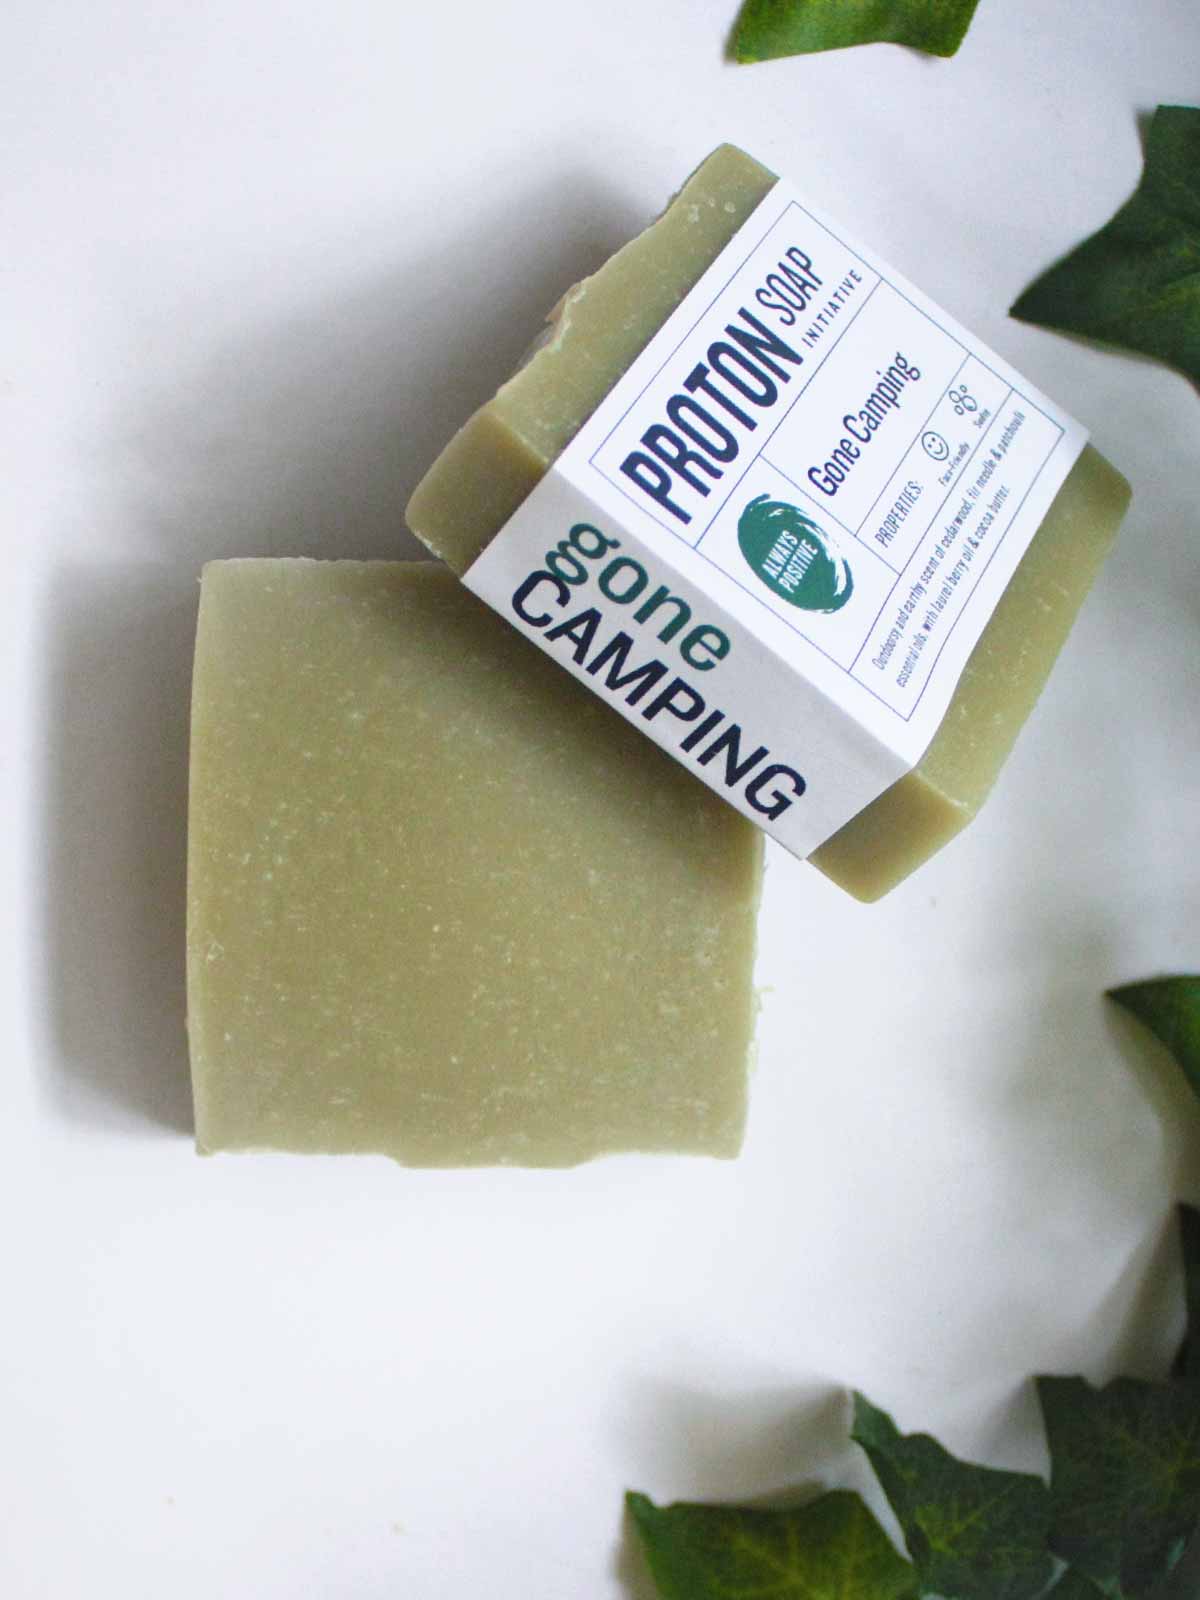 PROTON SOAP
INITIATIVE
ALWAYS
POSITIVE
Gone Camping
PROPERTIES:
Face-Friendly
Soothe
Outdoorsy and earthy scent of cedarwood, fir needle & patchouli
essential oils, with laurel berry oil & cocoa butter.
gone
CAMPING